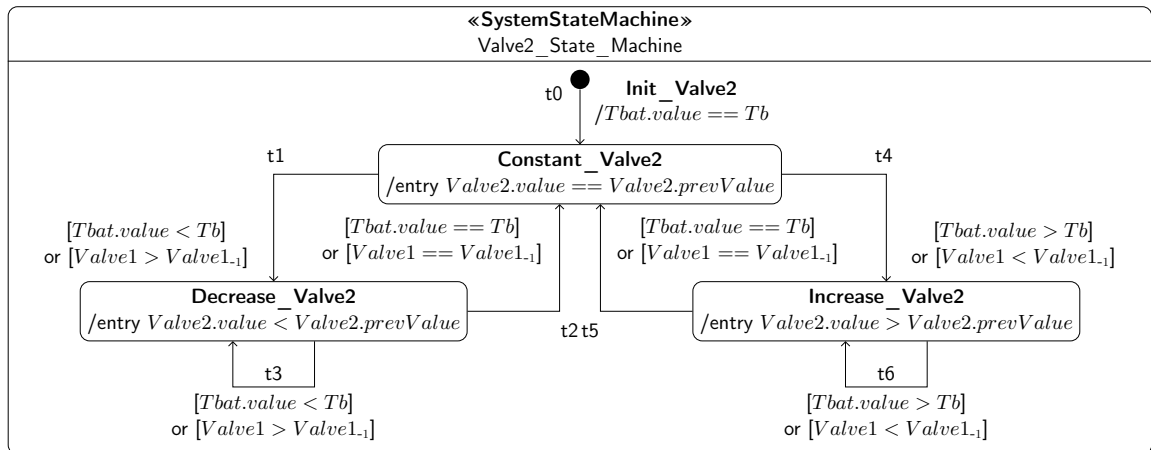 «SystemStateMachine»
Valve2_State_Machine
t0
Init_Valve2
/Tbat.value == Tb
t1
Constant_Valve2
/entry Valve2.value == Valve2.prevValue
t4
[Tbat.value < Tb]
or [Valve1 > Valve1₋₁]
[Tbat.value == Tb]
or [Valve1 == Valve1₋₁]
[Tbat.value == Tb]
or [Valve1 == Valve1₋₁]
[Tbat.value > Tb]
or [Valve1 < Valve1₋₁]
Decrease_Valve2
/entry Valve2.value < Valve2.prevValue
t2 t5
Increase_Valve2
/entry Valve2.value > Valve2.prevValue
t3
[Tbat.value < Tb]
or [Valve1 > Valve1₋₁]
t6
[Tbat.value > Tb]
or [Valve1 < Valve1₋₁]